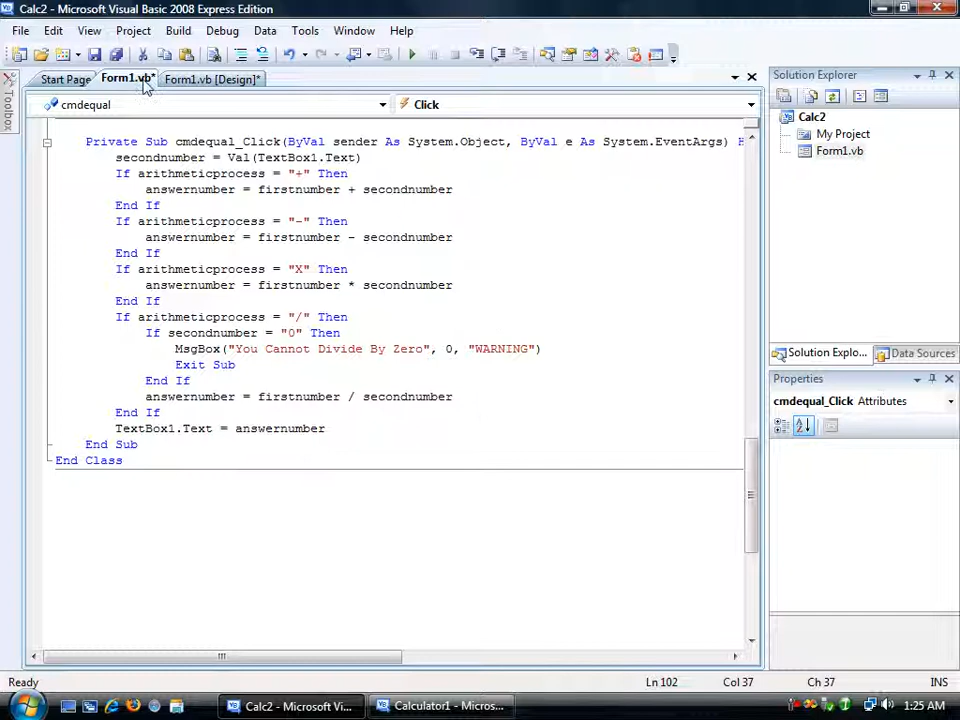 Calc2 - Microsoft Visual Basic 2008 Express Edition
File Edit View Project Build Debug Data Tools Window Help
Start Page Form1.vb* Form1.vb [Design]*
Solution Explorer
Toolbox
cmdequal Click
Calc2
My Project
Form1.vb
Private Sub cmdequal_Click(ByVal sender As System.Object, ByVal e As System.EventArgs) H
secondnumber = Val(TextBox1.Text)
If arithmeticprocess = "+" Then
answernumber = firstnumber + secondnumber
End If
If arithmeticprocess = "-" Then
answernumber = firstnumber - secondnumber
End If
If arithmeticprocess = "X" Then
answernumber = firstnumber * secondnumber
End If
If arithmeticprocess = "/" Then
If secondnumber = "0" Then
MsgBox("You Cannot Divide By Zero", 0, "WARNING")
Exit Sub
End If
answernumber = firstnumber / secondnumber
End If
TextBox1.Text = answernumber
End Sub
End Class
Solution Explo... Data Sources
Properties
cmdequal_Click Attributes
Ready Ln 102 Col 37 Ch 37 INS
Calc2 - Microsoft Vi... Calculator1 - Micros... 1:25 AM